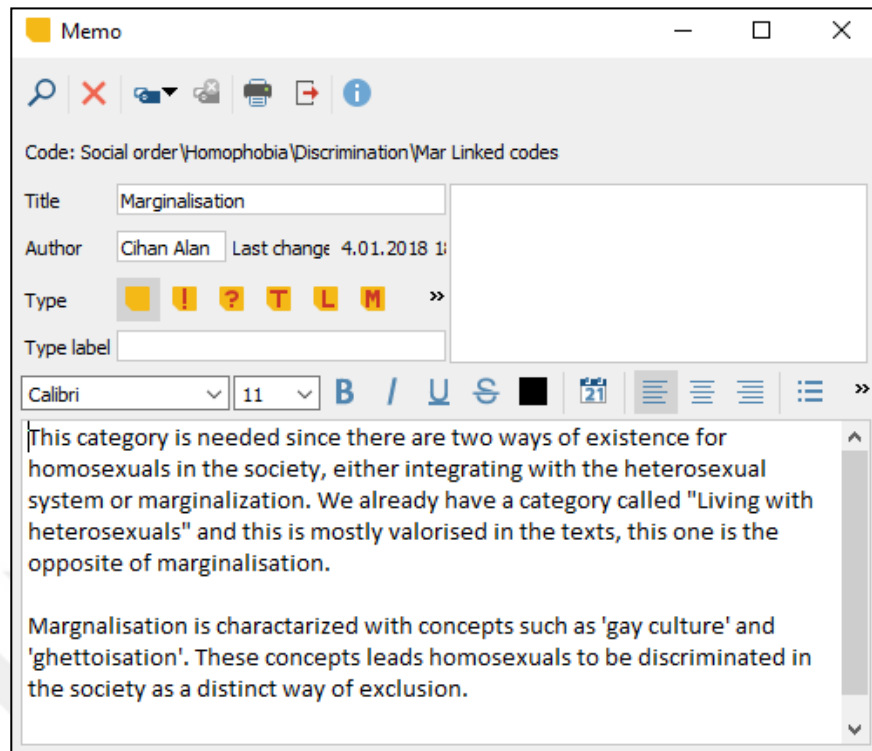 Memo
Code: Social order\Homophobia\Discrimination\Mar Linked codes
Title Marginalisation
Author Cihan Alan Last change 4.01.2018 18
Type ! ? T L M »
Type label
Calibri 11 B I U S 21 »
This category is needed since there are two ways of existence for
homosexuals in the society, either integrating with the heterosexual
system or marginalization. We already have a category called "Living with
heterosexuals" and this is mostly valorised in the texts, this one is the
opposite of marginalisation.
Margnalisation is charactarized with concepts such as 'gay culture' and
'ghettoisation'. These concepts leads homosexuals to be discriminated in
the society as a distinct way of exclusion.